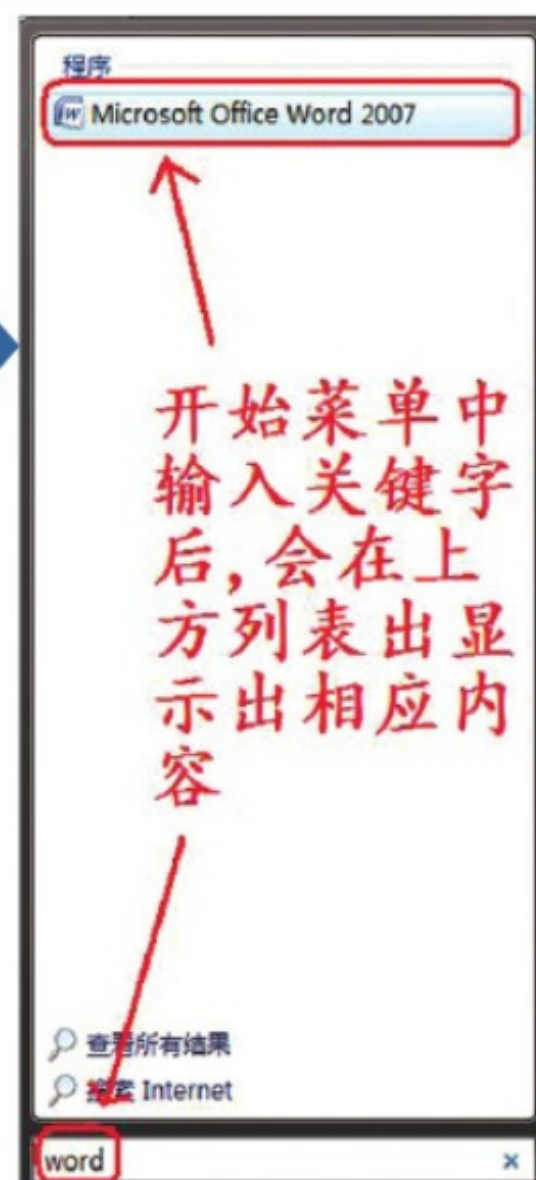 程序
Microsoft Office Word 2007
开始菜单中
输入关键字
后，会在上
方列表出显
示出相应内
容
查看所有结果
搜索 Internet
word